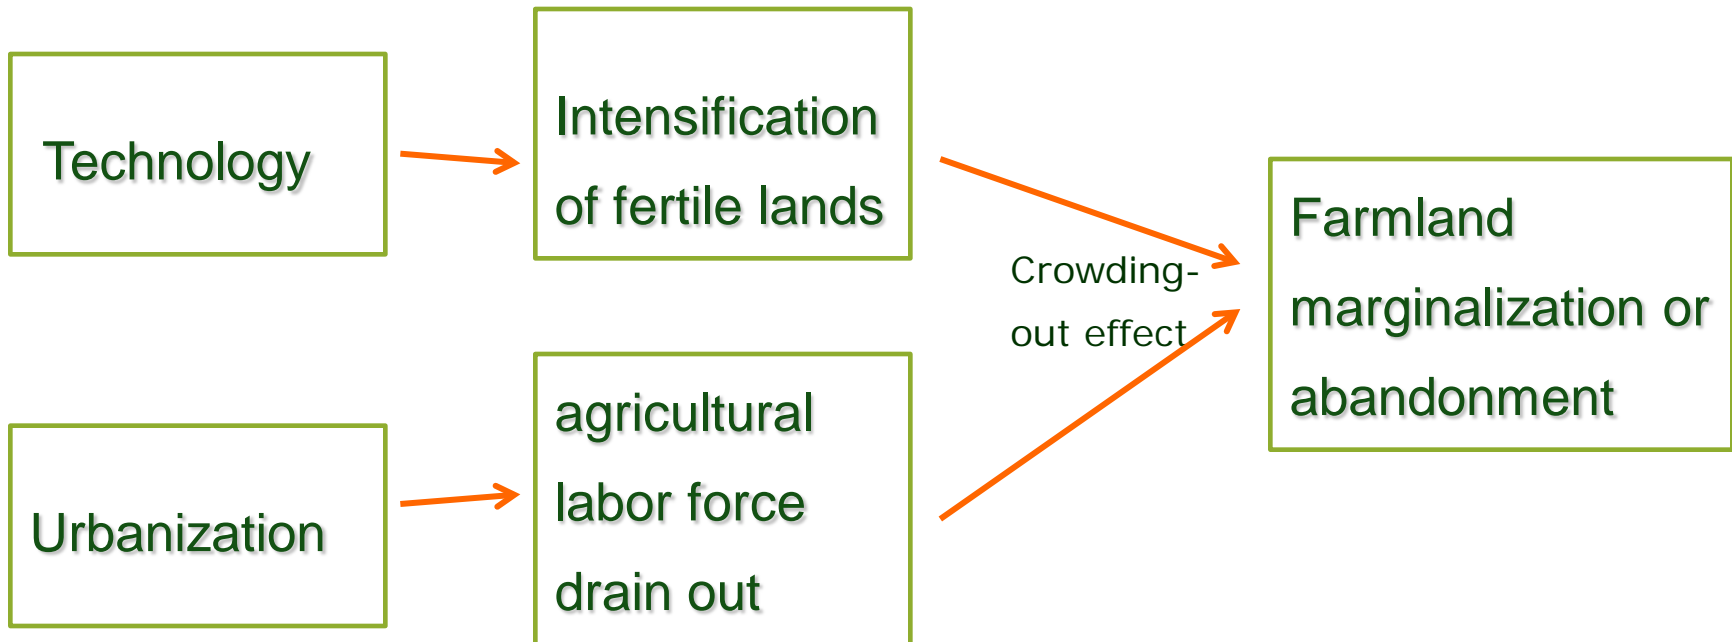 Technology
Intensification
of fertile lands
Crowding-
out effect
Farmland
marginalization or
abandonment
Urbanization
agricultural
labor force
drain out